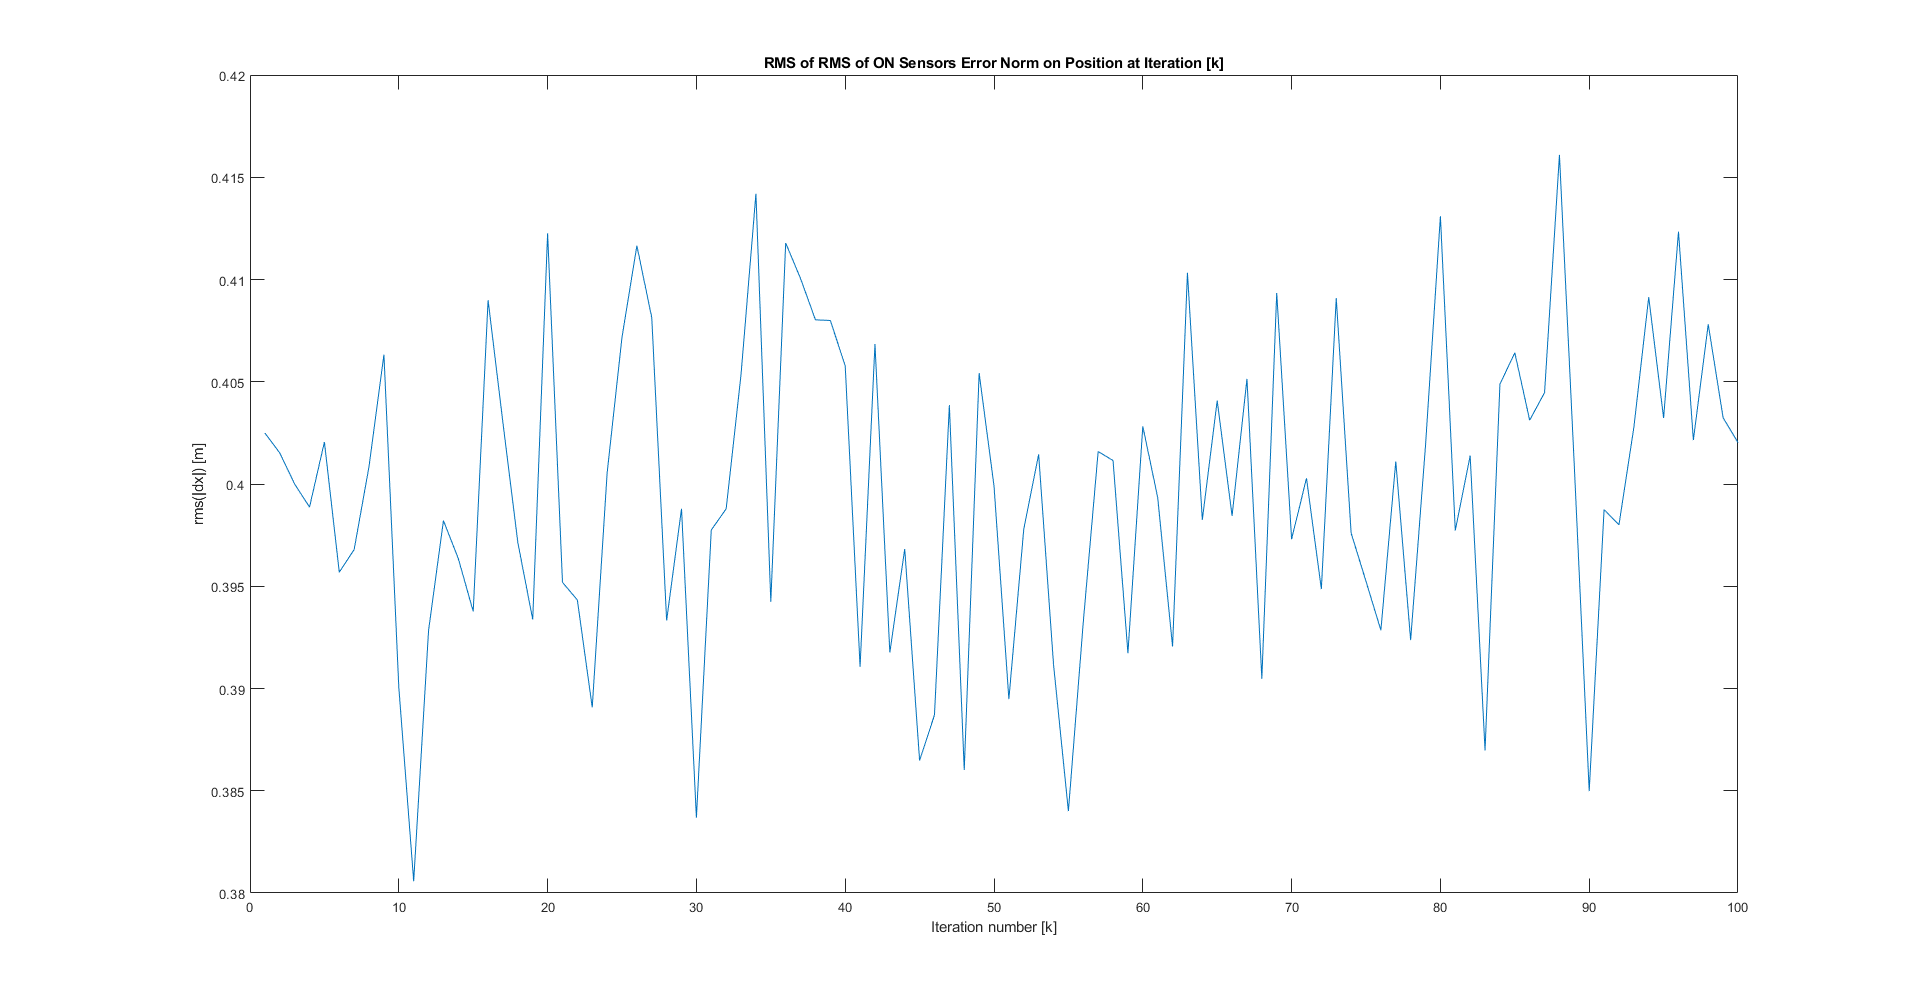 RMS of RMS of ON Sensors Error Norm on Position at Iteration [k]
0.42
0.415
0.41
0.405
0.4
0.395
0.39
0.385
0.38
rms(|dx|) [m]
0 10 20 30 40 50 60 70 80 90 100
Iteration number [k]